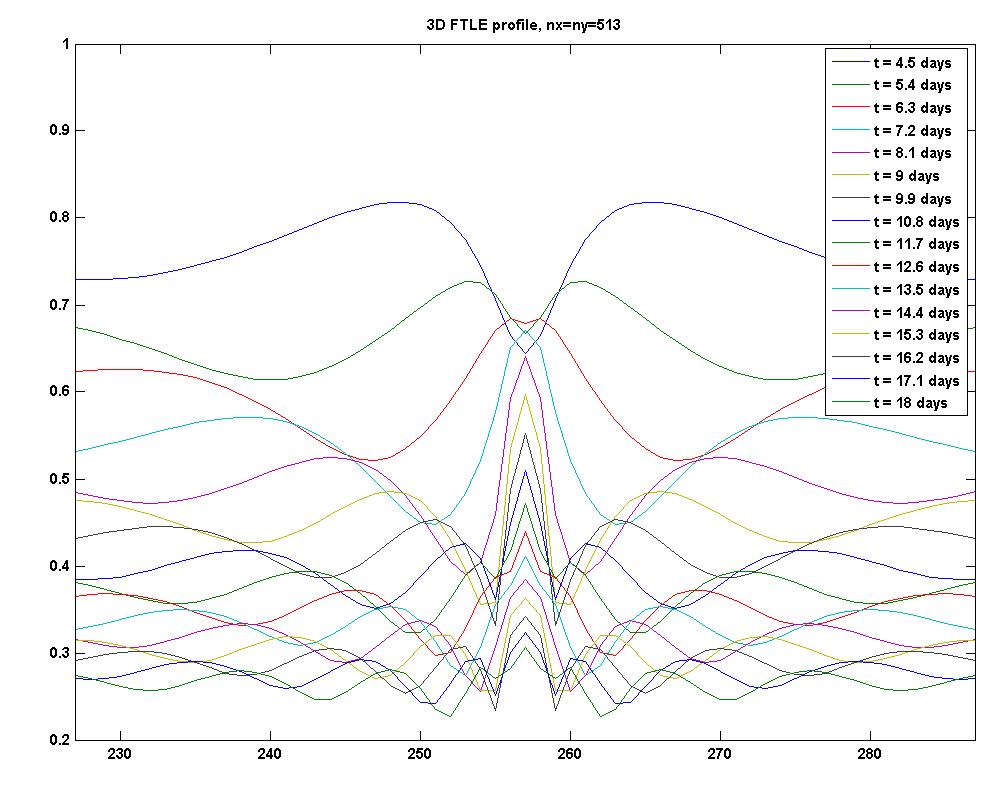 3D FTLE profile, nx=ny=513
1
0.9
0.8
0.7
0.6
0.5
0.4
0.3
0.2
230 240 250 260 270 280
t = 4.5 days
t = 5.4 days
t = 6.3 days
t = 7.2 days
t = 8.1 days
t = 9 days
t = 9.9 days
t = 10.8 days
t = 11.7 days
t = 12.6 days
t = 13.5 days
t = 14.4 days
t = 15.3 days
t = 16.2 days
t = 17.1 days
t = 18 days